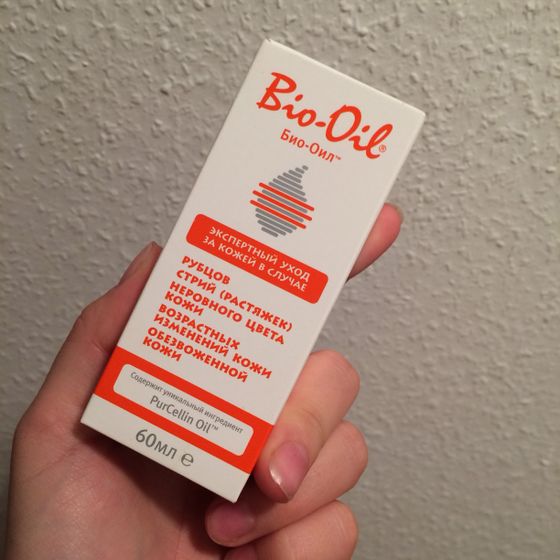 Bio-Oil®
Био-Оил™
ЭКСПЕРТНЫЙ УХОД
ЗА КОЖЕЙ В СЛУЧАЕ
РУБЦОВ
СТРИЙ (РАСТЯЖЕК)
НЕРОВНОГО ЦВЕТА
КОЖИ
ВОЗРАСТНЫХ
ИЗМЕНЕНИЙ КОЖИ
ОБЕЗВОЖЕННОЙ
КОЖИ
Содержит уникальный ингредиент
PurCellin Oil™
60мл ℮